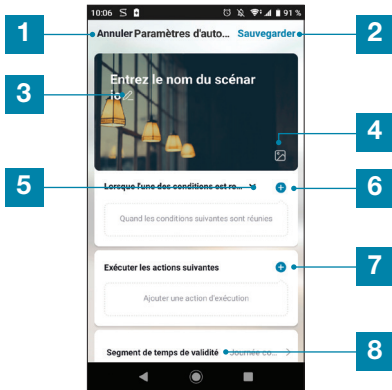 10:06 91 %
1
Annuler Paramètres d'auto... Sauvegarder
2
Entrez le nom du scénar
io
3
4
5
Lorsque l'une des conditions est re...
6
Quand les conditions suivantes sont réunies
Exécuter les actions suivantes
7
Ajouter une action d'exécution
Segment de temps de validité Journée co...
8